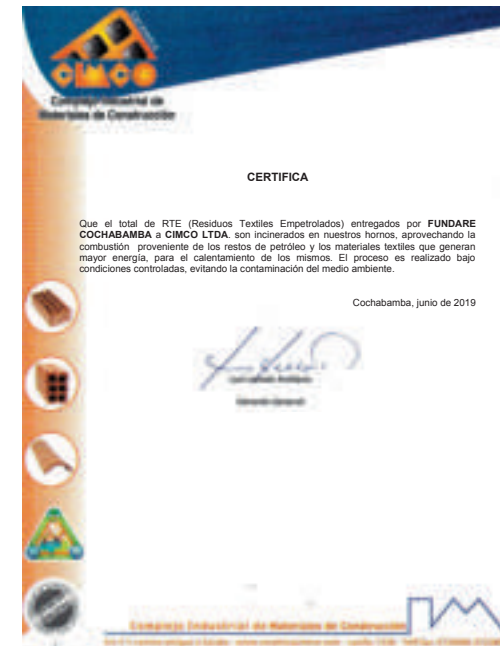 CIMCO
Complejo Industrial de
Materiales de Construcción
CERTIFICA
Que el total de RTE (Residuos Textiles Empetrolados) entregados por FUNDARE
COCHABAMBA a CIMCO LTDA. son incinerados en nuestros hornos, aprovechando la
combustión proveniente de los restos de petróleo y los materiales textiles que generan
mayor energía, para el calentamiento de los mismos. El proceso es realizado bajo
condiciones controladas, evitando la contaminación del medio ambiente.
Cochabamba, junio de 2019
Gerente General
Complejo Industrial de Materiales de Construcción